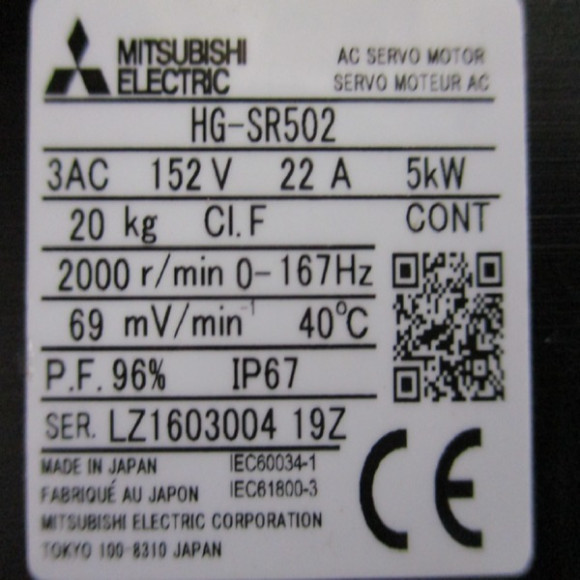 MITSUBISHI
ELECTRIC
AC SERVO MOTOR
SERVO MOTEUR AC
HG-SR502
3AC 152 V 22 A 5kW
20 kg Cl.F CONT
2000 r/min 0-167Hz
69 mV/min⁻¹ 40℃
P.F. 96% IP67
SER. LZ1603004 19Z
MADE IN JAPAN IEC60034-1
FABRIQUÉ AU JAPON IEC61800-3
MITSUBISHI ELECTRIC CORPORATION
TOKYO 100-8310 JAPAN
CE